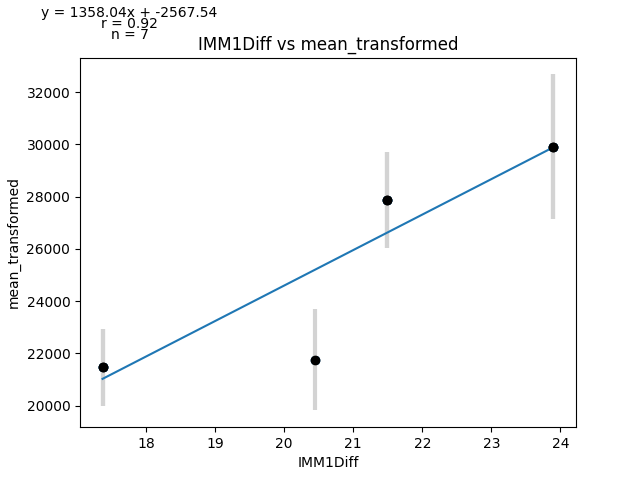 y = 1358.04x + -2567.54
r = 0.92
n = 7
IMM1Diff vs mean_transformed
32000
30000
28000
26000
24000
22000
20000
mean_transformed
18 19 20 21 22 23 24
IMM1Diff